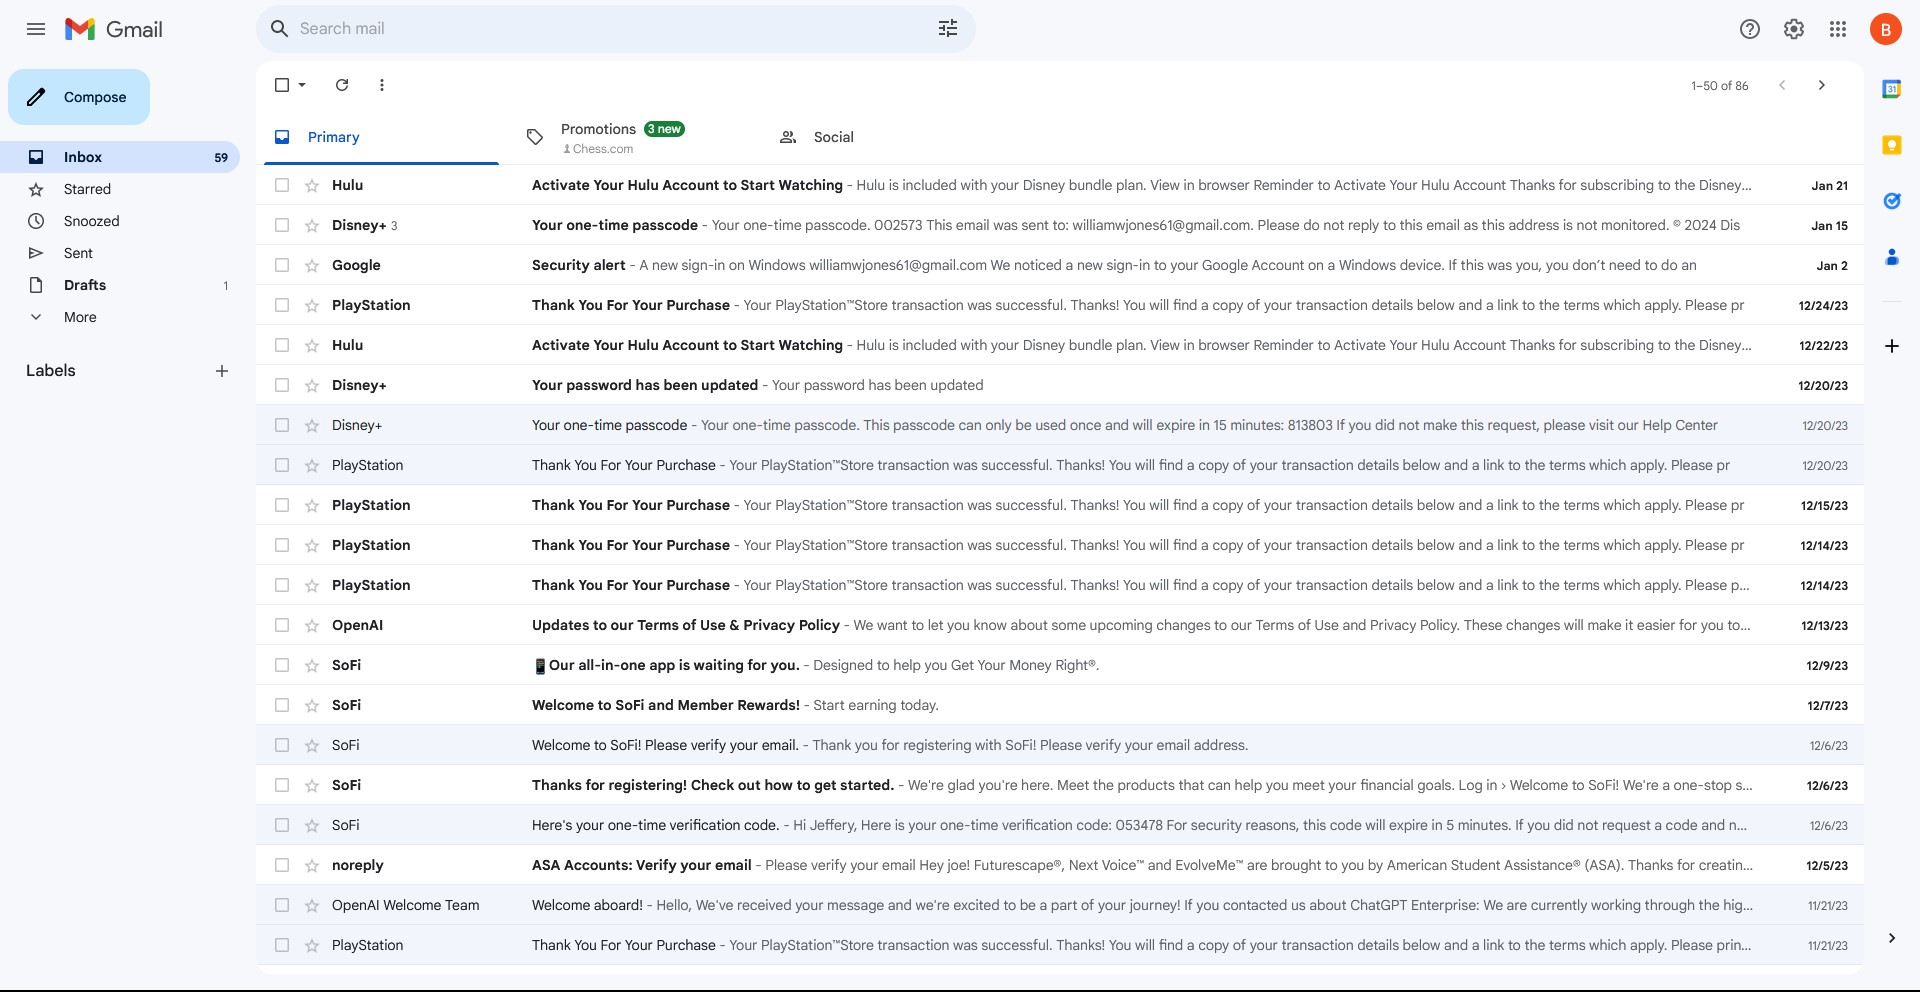 Gmail
Search mail
B
Compose
1–50 of 86
31
Primary
Promotions 3 new
Chess.com
Social
Inbox 59
Starred
Snoozed
Sent
Drafts 1
More
Labels
Hulu Activate Your Hulu Account to Start Watching - Hulu is included with your Disney bundle plan. View in browser Reminder to Activate Your Hulu Account Thanks for subscribing to the Disney... Jan 21
Disney+ 3 Your one-time passcode - Your one-time passcode. 002573 This email was sent to: williamwjones61@gmail.com. Please do not reply to this email as this address is not monitored. © 2024 Dis Jan 15
Google Security alert - A new sign-in on Windows williamwjones61@gmail.com We noticed a new sign-in to your Google Account on a Windows device. If this was you, you don’t need to do an Jan 2
PlayStation Thank You For Your Purchase - Your PlayStation™Store transaction was successful. Thanks! You will find a copy of your transaction details below and a link to the terms which apply. Please pr 12/24/23
Hulu Activate Your Hulu Account to Start Watching - Hulu is included with your Disney bundle plan. View in browser Reminder to Activate Your Hulu Account Thanks for subscribing to the Disney... 12/22/23
Disney+ Your password has been updated - Your password has been updated 12/20/23
Disney+ Your one-time passcode - Your one-time passcode. This passcode can only be used once and will expire in 15 minutes: 813803 If you did not make this request, please visit our Help Center 12/20/23
PlayStation Thank You For Your Purchase - Your PlayStation™Store transaction was successful. Thanks! You will find a copy of your transaction details below and a link to the terms which apply. Please pr 12/20/23
PlayStation Thank You For Your Purchase - Your PlayStation™Store transaction was successful. Thanks! You will find a copy of your transaction details below and a link to the terms which apply. Please pr 12/15/23
PlayStation Thank You For Your Purchase - Your PlayStation™Store transaction was successful. Thanks! You will find a copy of your transaction details below and a link to the terms which apply. Please pr 12/14/23
PlayStation Thank You For Your Purchase - Your PlayStation™Store transaction was successful. Thanks! You will find a copy of your transaction details below and a link to the terms which apply. Please p... 12/14/23
OpenAI Updates to our Terms of Use & Privacy Policy - We want to let you know about some upcoming changes to our Terms of Use and Privacy Policy. These changes will make it easier for you to... 12/13/23
SoFi 📱Our all-in-one app is waiting for you. - Designed to help you Get Your Money Right®. 12/9/23
SoFi Welcome to SoFi and Member Rewards! - Start earning today. 12/7/23
SoFi Welcome to SoFi! Please verify your email. - Thank you for registering with SoFi! Please verify your email address. 12/6/23
SoFi Thanks for registering! Check out how to get started. - We're glad you're here. Meet the products that can help you meet your financial goals. Log in › Welcome to SoFi! We're a one-stop s... 12/6/23
SoFi Here's your one-time verification code. - Hi Jeffery, Here is your one-time verification code: 053478 For security reasons, this code will expire in 5 minutes. If you did not request a code and n... 12/6/23
noreply ASA Accounts: Verify your email - Please verify your email Hey joe! Futurescape®, Next Voice™ and EvolveMe™ are brought to you by American Student Assistance® (ASA). Thanks for creatin... 12/5/23
OpenAI Welcome Team Welcome aboard! - Hello, We've received your message and we're excited to be a part of your journey! If you contacted us about ChatGPT Enterprise: We are currently working through the hig... 11/21/23
PlayStation Thank You For Your Purchase - Your PlayStation™Store transaction was successful. Thanks! You will find a copy of your transaction details below and a link to the terms which apply. Please prin... 11/21/23